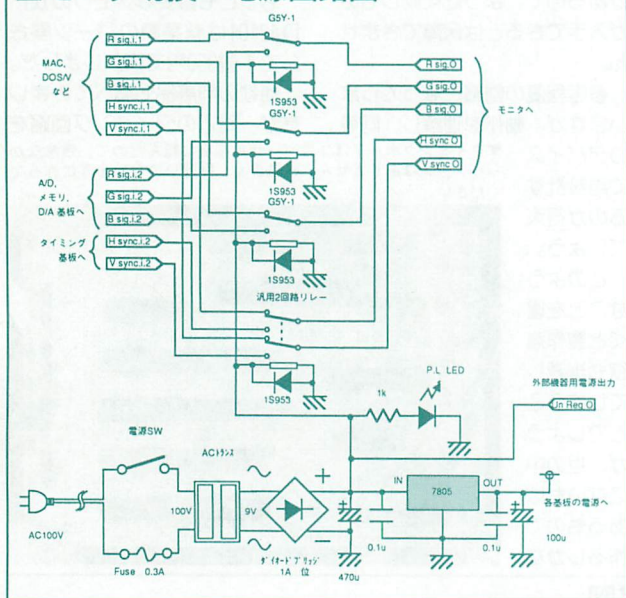 G5Y-1
R sig.i,1
G sig.i,1
B sig.i,1
H sync.i,1
V sync.i,1
MAC,
DOS/V
など
R sig.O
G sig.O
B sig.O
H sync.O
V sync.O
モニタへ
1S953
G5Y-1
R sig.i.2
G sig.i.2
B sig.i.2
H sync.i.2
V sync.i.2
A/D,
メモリ,
D/A 基板へ
タイミング
基板へ
1S953
G5Y-1
1S953
汎用2回路リレー
1S953
P.L LED
1k
外部機器用電源出力
Un Reg.O
電源SW
ACトランス
AC100V
100V
9V
+
−
IN
7805
OUT
各基板の電源へ
0.1u
0.1u
100u
Fuse 0.3A
ダイオードブリッジ
1A 位
470u